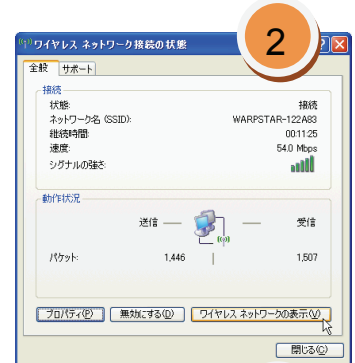 2
ワイヤレス ネットワーク接続の状態
全般 サポート
接続
状態: 接続
ネットワーク名 (SSID): WARPSTAR-122A83
継続時間: 00:11:25
速度: 54.0 Mbps
シグナルの強さ:
動作状況
送信 受信
パケット: 1,446 1,507
プロパティ(P) 無効にする(D) ワイヤレス ネットワークの表示(V)
閉じる(C)